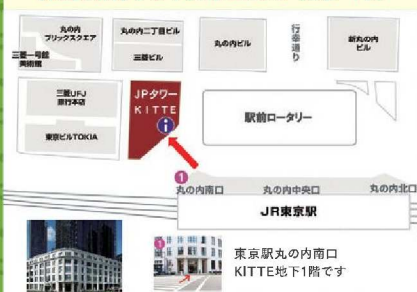 丸の内
ブリックスクエア
丸の内二丁目ビル
丸の内ビル
行幸通り
新丸の内
ビル
三菱一号館
美術館
三菱ビル
三菱UFJ
銀行本店
JPタワー
KITTE
i
駅前ロータリー
東京ビルTOKIA
1
丸の内南口
丸の内中央口
丸の内北口
JR東京駅
1
東京駅丸の内南口
KITTE地下1階です